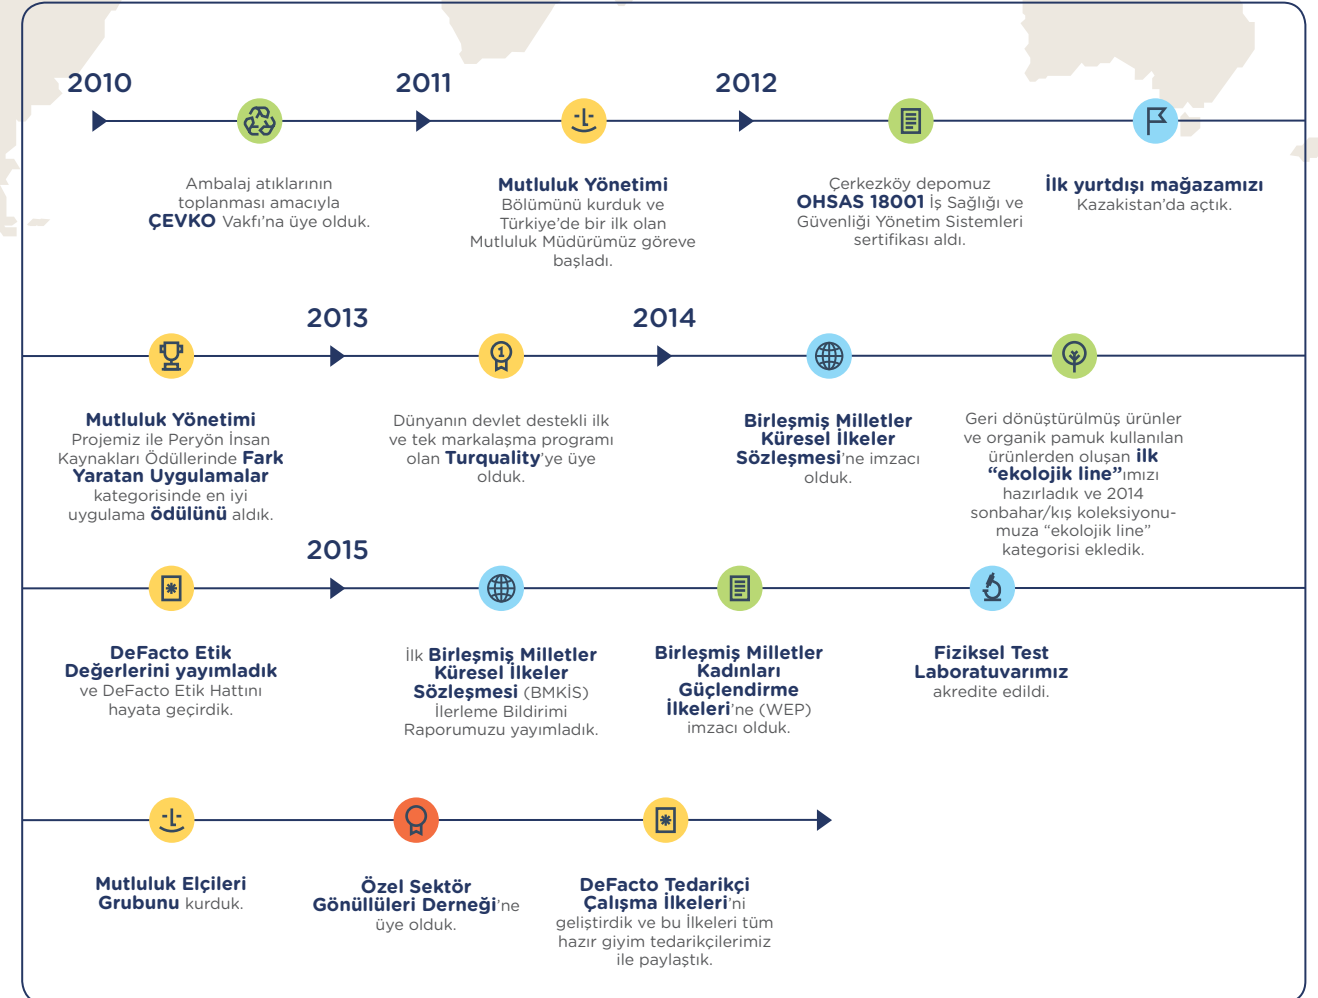 2010
Ambalaj atıklarının
toplanması amacıyla
ÇEVKO Vakfı’na üye olduk.
2011
Mutluluk Yönetimi
Bölümünü kurduk ve
Türkiye’de bir ilk olan
Mutluluk Müdürümüz göreve
başladı.
2012
Çerkezköy depomuz
OHSAS 18001 İş Sağlığı ve
Güvenliği Yönetim Sistemleri
sertifikası aldı.
İlk yurtdışı mağazamızı
Kazakistan’da açtık.
Mutluluk Yönetimi
Projemiz ile Peryön İnsan
Kaynakları Ödüllerinde Fark
Yaratan Uygulamalar
kategorisinde en iyi
uygulama ödülünü aldık.
2013
1
Dünyanın devlet destekli ilk
ve tek markalaşma programı
olan Turquality’ye üye
olduk.
2014
Birleşmiş Milletler
Küresel İlkeler
Sözleşmesi’ne imzacı
olduk.
Geri dönüştürülmüş ürünler
ve organik pamuk kullanılan
ürünlerden oluşan ilk
“ekolojik line”ımızı
hazırladık ve 2014
sonbahar/kış koleksiyonu-
muza “ekolojik line”
kategorisi ekledik.
DeFacto Etik
Değerlerini yayımladık
ve DeFacto Etik Hattını
hayata geçirdik.
2015
İlk Birleşmiş Milletler
Küresel İlkeler
Sözleşmesi (BMKİS)
İlerleme Bildirimi
Raporumuzu yayımladık.
Birleşmiş Milletler
Kadınları
Güçlendirme
İlkeleri’ne (WEP)
imzacı olduk.
Fiziksel Test
Laboratuvarımız
akredite edildi.
Mutluluk Elçileri
Grubunu kurduk.
Özel Sektör
Gönüllüleri Derneği’ne
üye olduk.
DeFacto Tedarikçi
Çalışma İlkeleri’ni
geliştirdik ve bu İlkeleri tüm
hazır giyim tedarikçilerimiz
ile paylaştık.